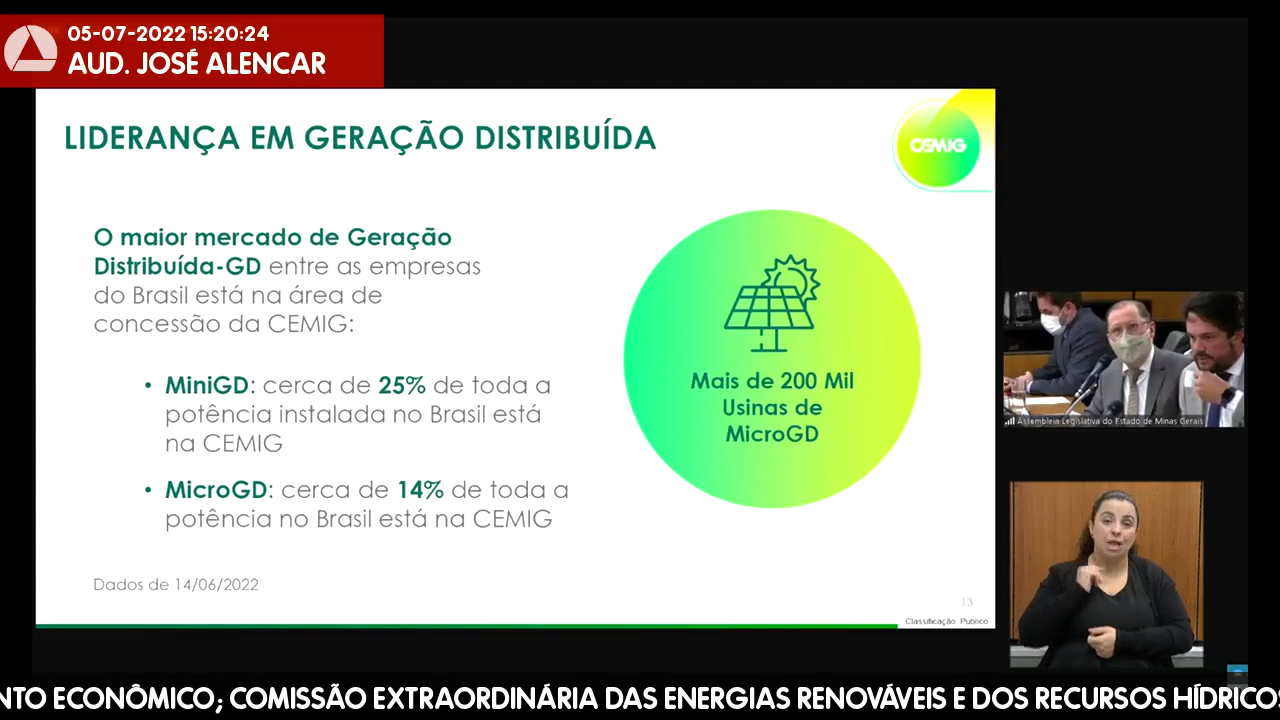 05-07-2022 15:20:24
AUD. JOSÉ ALENCAR
LIDERANÇA EM GERAÇÃO DISTRIBUÍDA
CEMIG
O maior mercado de Geração
Distribuída-GD entre as empresas
do Brasil está na área de
concessão da CEMIG:
• MiniGD: cerca de 25% de toda a
potência instalada no Brasil está
na CEMIG
• MicroGD: cerca de 14% de toda a
potência no Brasil está na CEMIG
Mais de 200 Mil
Usinas de
MicroGD
Dados de 14/06/2022
13
Classificação: Público
Assembleia Legislativa do Estado de Minas Gerais
NTO ECONÔMICO; COMISSÃO EXTRAORDINÁRIA DAS ENERGIAS RENOVÁVEIS E DOS RECURSOS HÍDRICOS